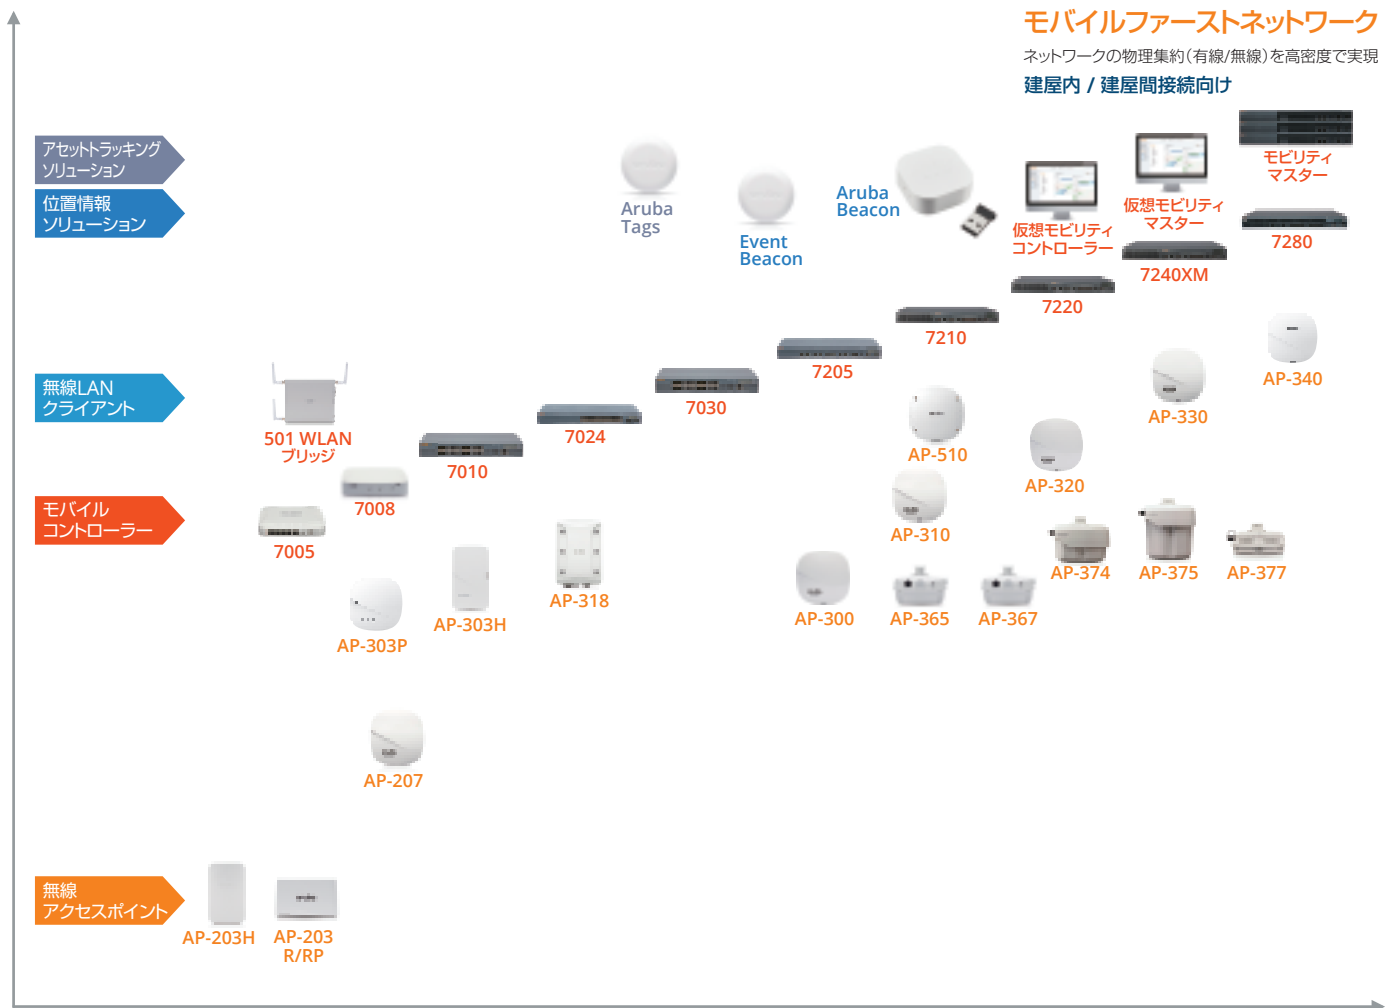 モバイルファーストネットワーク
ネットワークの物理集約(有線/無線)を高密度で実現
建屋内 / 建屋間接続向け
アセットトラッキング
ソリューション
位置情報
ソリューション
Aruba
Tags
Event
Beacon
Aruba
Beacon
仮想モビリティ
コントローラー
仮想モビリティ
マスター
モビリティ
マスター
7280
7240XM
7220
7210
7205
7030
7024
7010
7008
7005
無線LAN
クライアント
501 WLAN
ブリッジ
AP-340
AP-330
AP-510
AP-320
モバイル
コントローラー
AP-310
AP-374
AP-375
AP-377
AP-318
AP-300
AP-365
AP-367
AP-303H
AP-303P
AP-207
無線
アクセスポイント
AP-203H
AP-203
R/RP